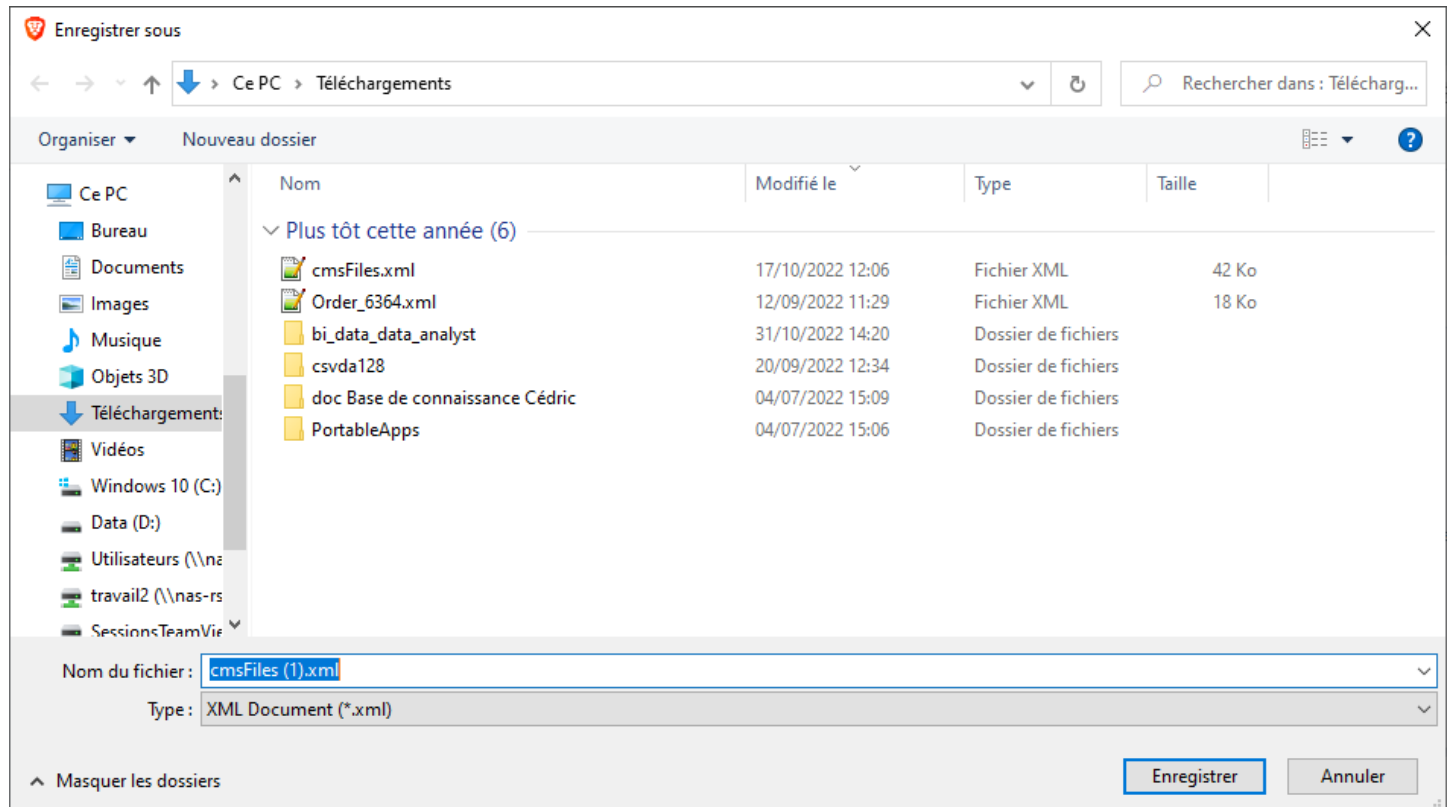 Enregistrer sous
Ce PC > Téléchargements
Rechercher dans : Télécharg...
Organiser Nouveau dossier
Nom Modifié le Type Taille
Ce PC
Bureau
Documents
Images
Musique
Objets 3D
Téléchargements
Vidéos
Windows 10 (C:)
Data (D:)
Utilisateurs (\\na
travail2 (\\nas-rs
SessionsTeamVie
Plus tôt cette année (6)
cmsFiles.xml 17/10/2022 12:06 Fichier XML 42 Ko
Order_6364.xml 12/09/2022 11:29 Fichier XML 18 Ko
bi_data_data_analyst 31/10/2022 14:20 Dossier de fichiers
csvda128 20/09/2022 12:34 Dossier de fichiers
doc Base de connaissance Cédric 04/07/2022 15:09 Dossier de fichiers
PortableApps 04/07/2022 15:06 Dossier de fichiers
Nom du fichier : cmsFiles (1).xml
Type : XML Document (*.xml)
Masquer les dossiers
Enregistrer Annuler